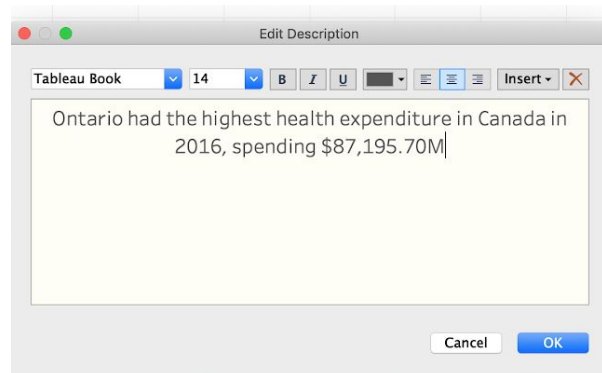 Edit Description
Tableau Book 14 B I U Insert
Ontario had the highest health expenditure in Canada in
2016, spending $87,195.70M
Cancel OK